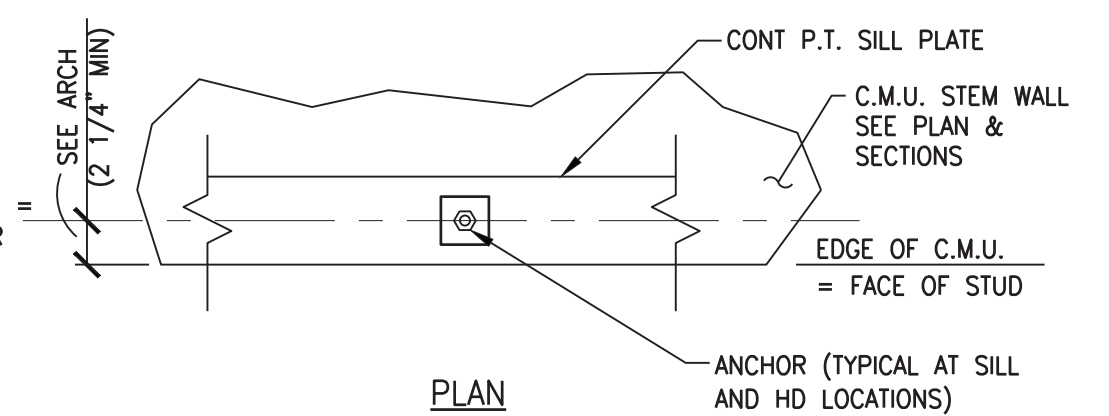 CONT P.T. SILL PLATE
C.M.U. STEM WALL
SEE PLAN &
SECTIONS
SEE ARCH
(2 1/4" MIN)
=
EDGE OF C.M.U.
= FACE OF STUD
ANCHOR (TYPICAL AT SILL
AND HD LOCATIONS)
PLAN